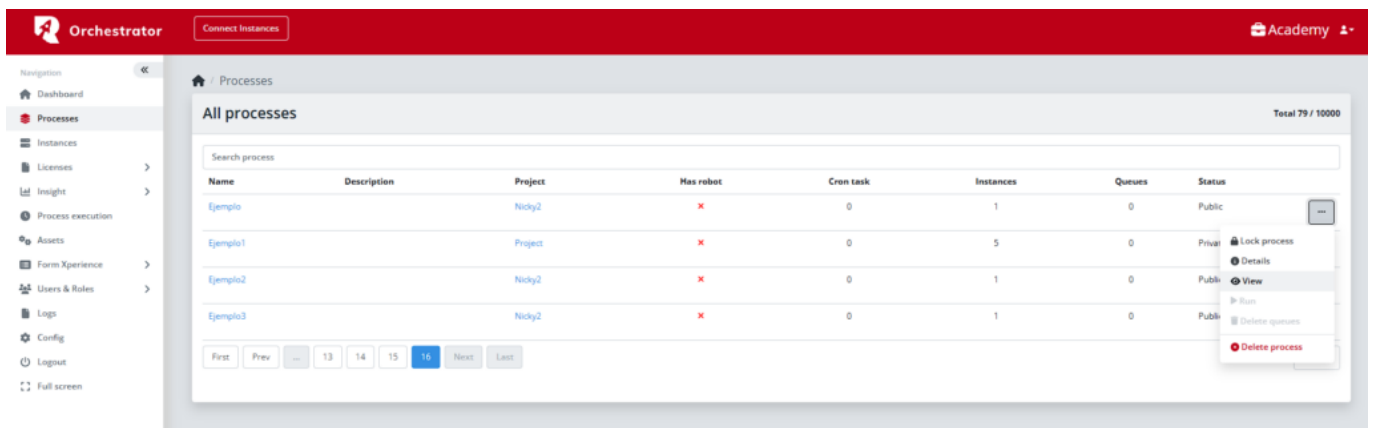 Orchestrator
Connect Instances
Academy
Navigation
Dashboard
Processes
Instances
Licenses
Insight
Process execution
Assets
Form Xperience
Users & Roles
Logs
Config
Logout
Full screen
/ Processes
All processes
Total 79 / 10000
Search process
Name Description Project Has robot Cron task Instances Queues Status
Ejemplo Nicky2 0 1 0 Public ...
Ejemplo1 Project 0 5 0
Ejemplo2 Nicky2 0 1 0
Ejemplo3 Nicky2 0 1 0
Lock process
Details
View
Run
Delete queues
Delete process
First Prev ... 13 14 15 16 Next Last